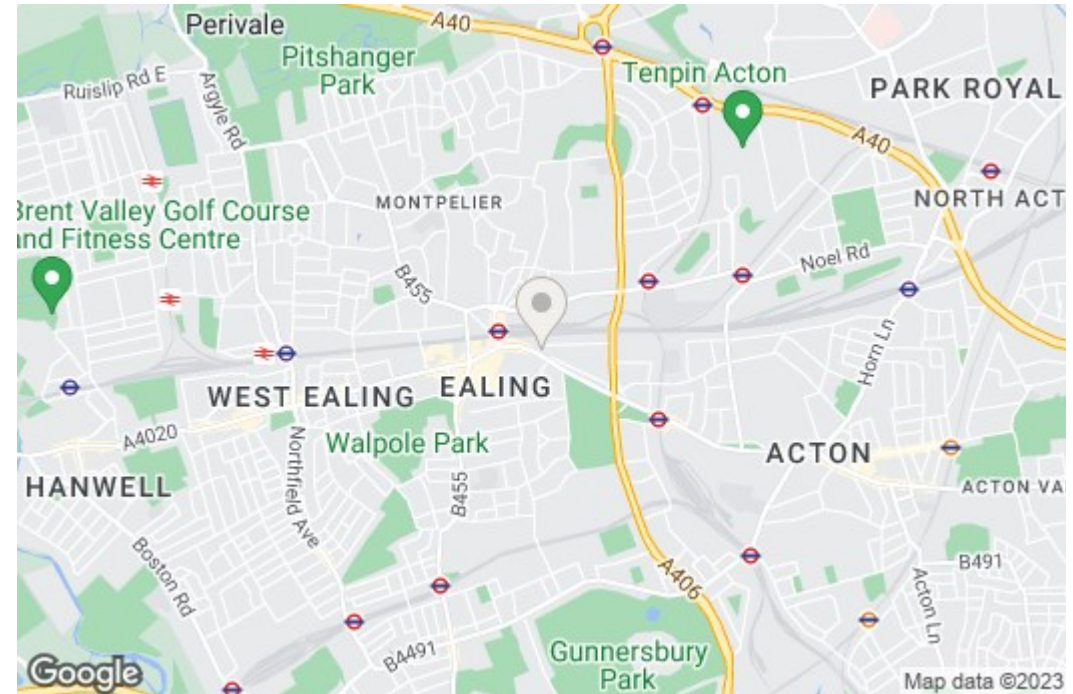 A40
Perivale
Pitshanger
Park
Tenpin Acton
Ruislip Rd E
Argyle Rd
PARK ROYAL
A40
MONTPELIER
NORTH ACT
Brent Valley Golf Course
and Fitness Centre
Noel Rd
B455
Horn Ln
WEST EALING
EALING
A4020
Walpole Park
Northfield Ave
ACTON
HANWELL
B455
ACTON VA
Boston Rd
A406
B491
Acton Ln
B4491
Gunnersbury
Park
Google
Map data ©2023